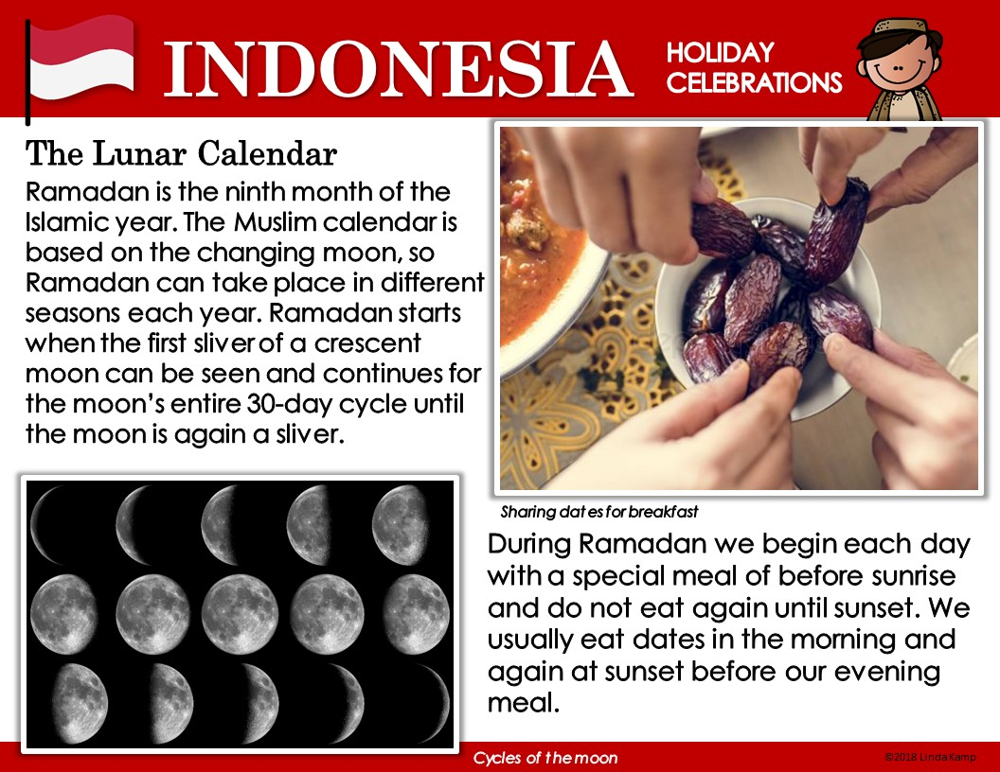 INDONESIA
HOLIDAY
CELEBRATIONS
The Lunar Calendar
Ramadan is the ninth month of the
Islamic year. The Muslim calendar is
based on the changing moon, so
Ramadan can take place in different
seasons each year. Ramadan starts
when the first sliver of a crescent
moon can be seen and continues for
the moon's entire 30-day cycle until
the moon is again a sliver.
Sharing dates for breakfast
During Ramadan we begin each day
with a special meal of before sunrise
and do not eat again until sunset. We
usually eat dates in the morning and
again at sunset before our evening
meal.
Cycles of the moon
©2018 Linda Kamp